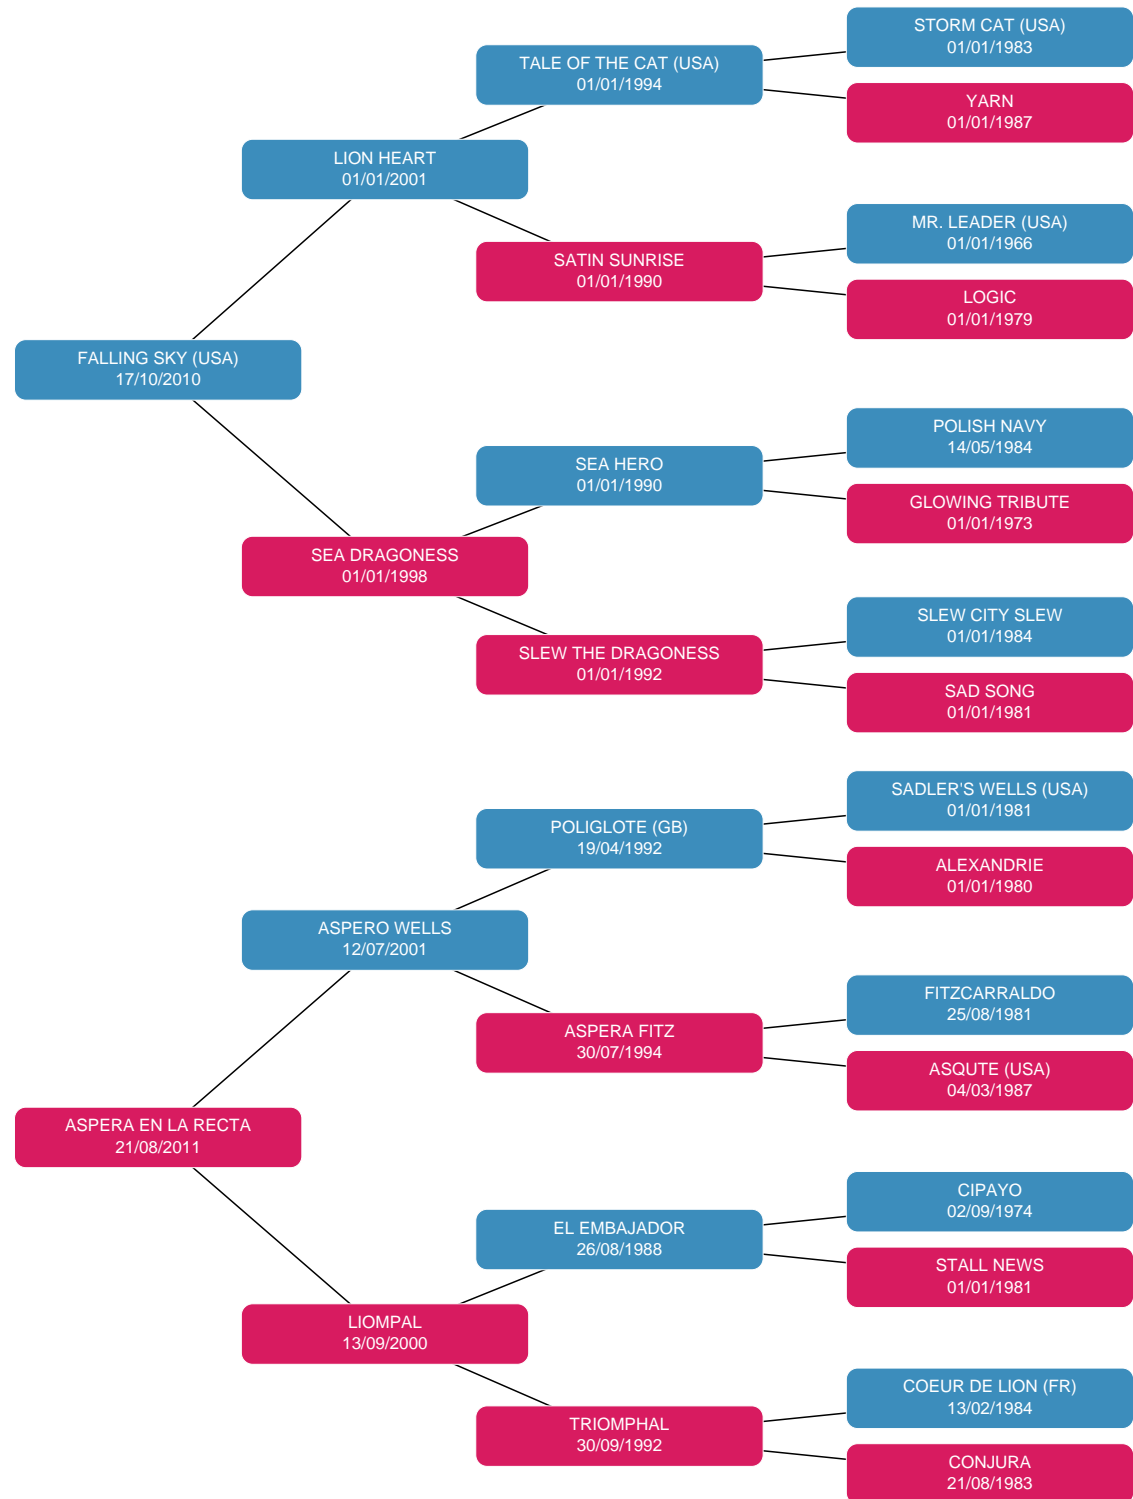 STORM CAT (USA)
01/01/1983
TALE OF THE CAT (USA)
01/01/1994
YARN
01/01/1987
LION HEART
01/01/2001
MR. LEADER (USA)
01/01/1966
SATIN SUNRISE
01/01/1990
LOGIC
01/01/1979
FALLING SKY (USA)
17/10/2010
POLISH NAVY
14/05/1984
SEA HERO
01/01/1990
GLOWING TRIBUTE
01/01/1973
SEA DRAGONESS
01/01/1998
SLEW CITY SLEW
01/01/1984
SLEW THE DRAGONESS
01/01/1992
SAD SONG
01/01/1981
SADLER'S WELLS (USA)
01/01/1981
POLIGLOTE (GB)
19/04/1992
ALEXANDRIE
01/01/1980
ASPERO WELLS
12/07/2001
FITZCARRALDO
25/08/1981
ASPERA FITZ
30/07/1994
ASQUTE (USA)
04/03/1987
ASPERA EN LA RECTA
21/08/2011
CIPAYO
02/09/1974
EL EMBAJADOR
26/08/1988
STALL NEWS
01/01/1981
LIOMPAL
13/09/2000
COEUR DE LION (FR)
13/02/1984
TRIOMPHAL
30/09/1992
CONJURA
21/08/1983